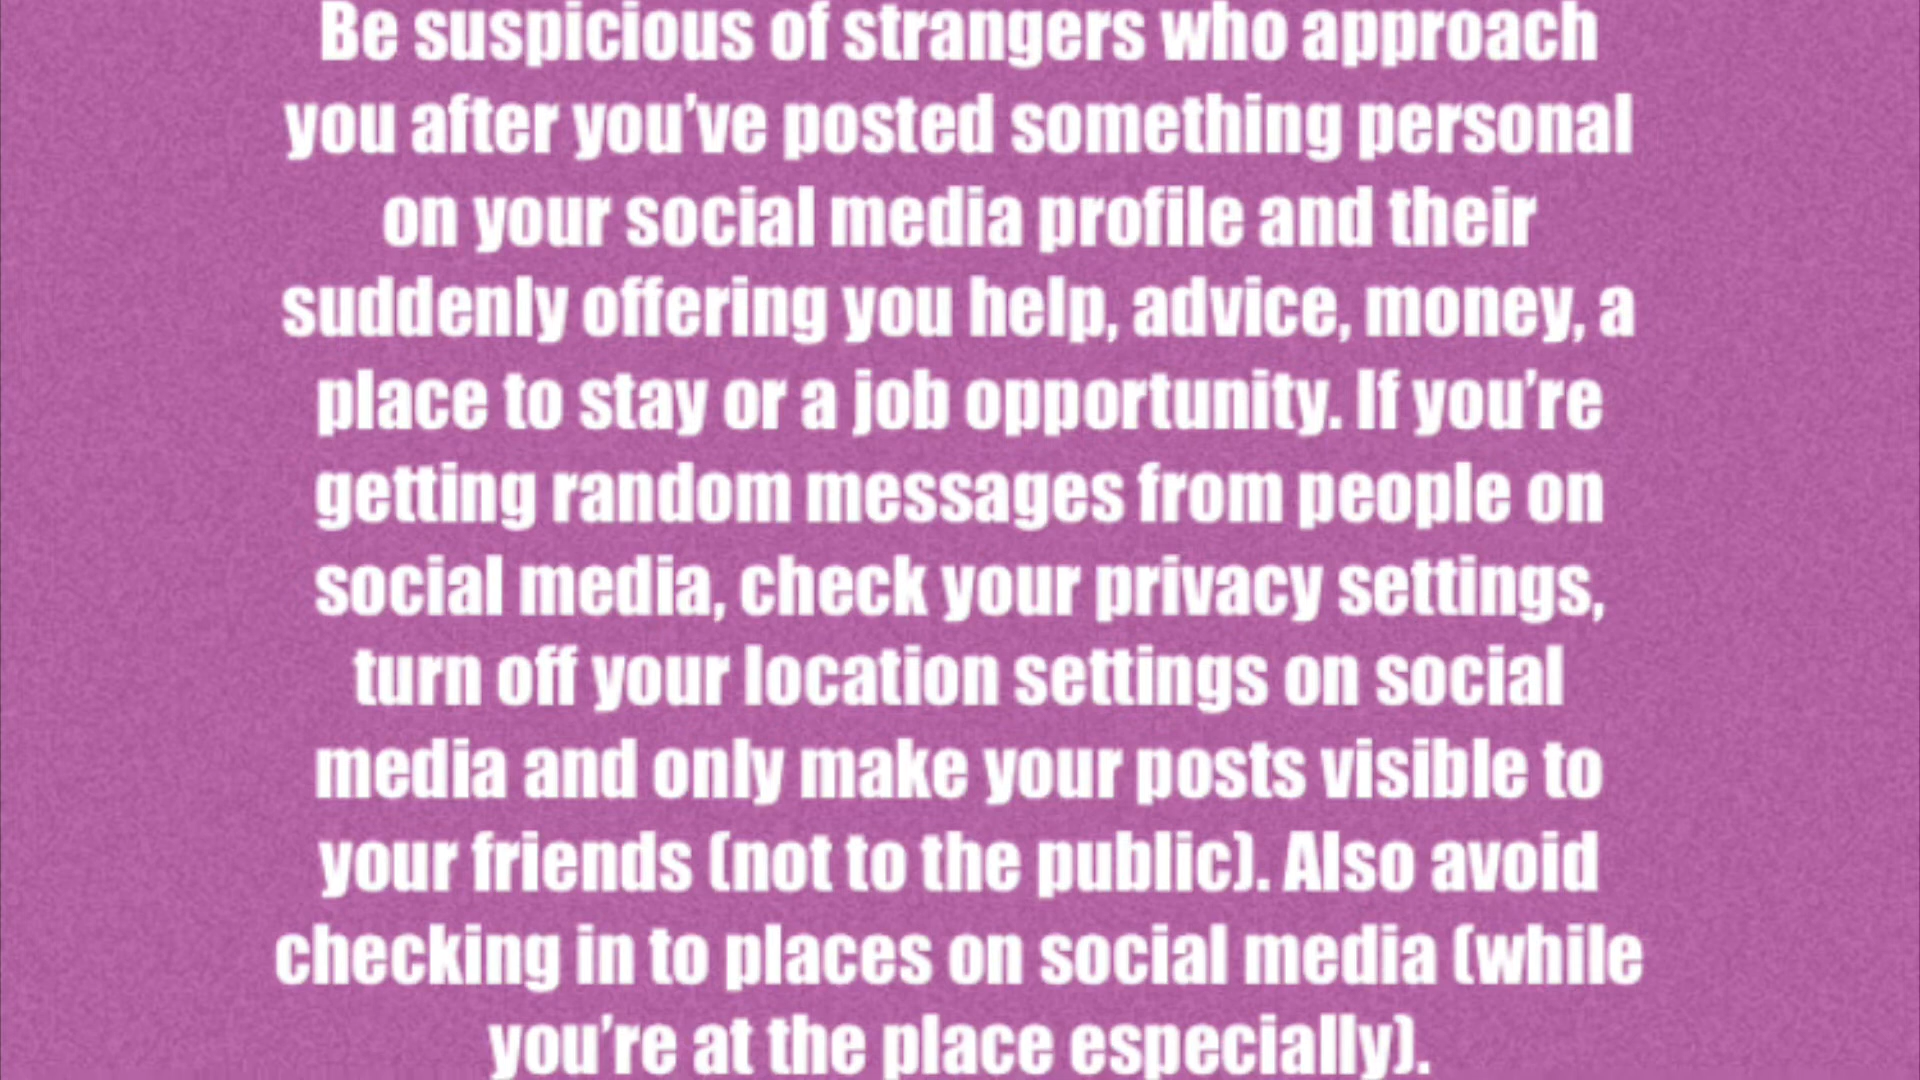 Be suspicious of strangers who approach
you after you’ve posted something personal
on your social media profile and their
suddenly offering you help, advice, money, a
place to stay or a job opportunity. If you’re
getting random messages from people on
social media, check your privacy settings,
turn off your location settings on social
media and only make your posts visible to
your friends (not to the public). Also avoid
checking in to places on social media (while
you’re at the place especially).